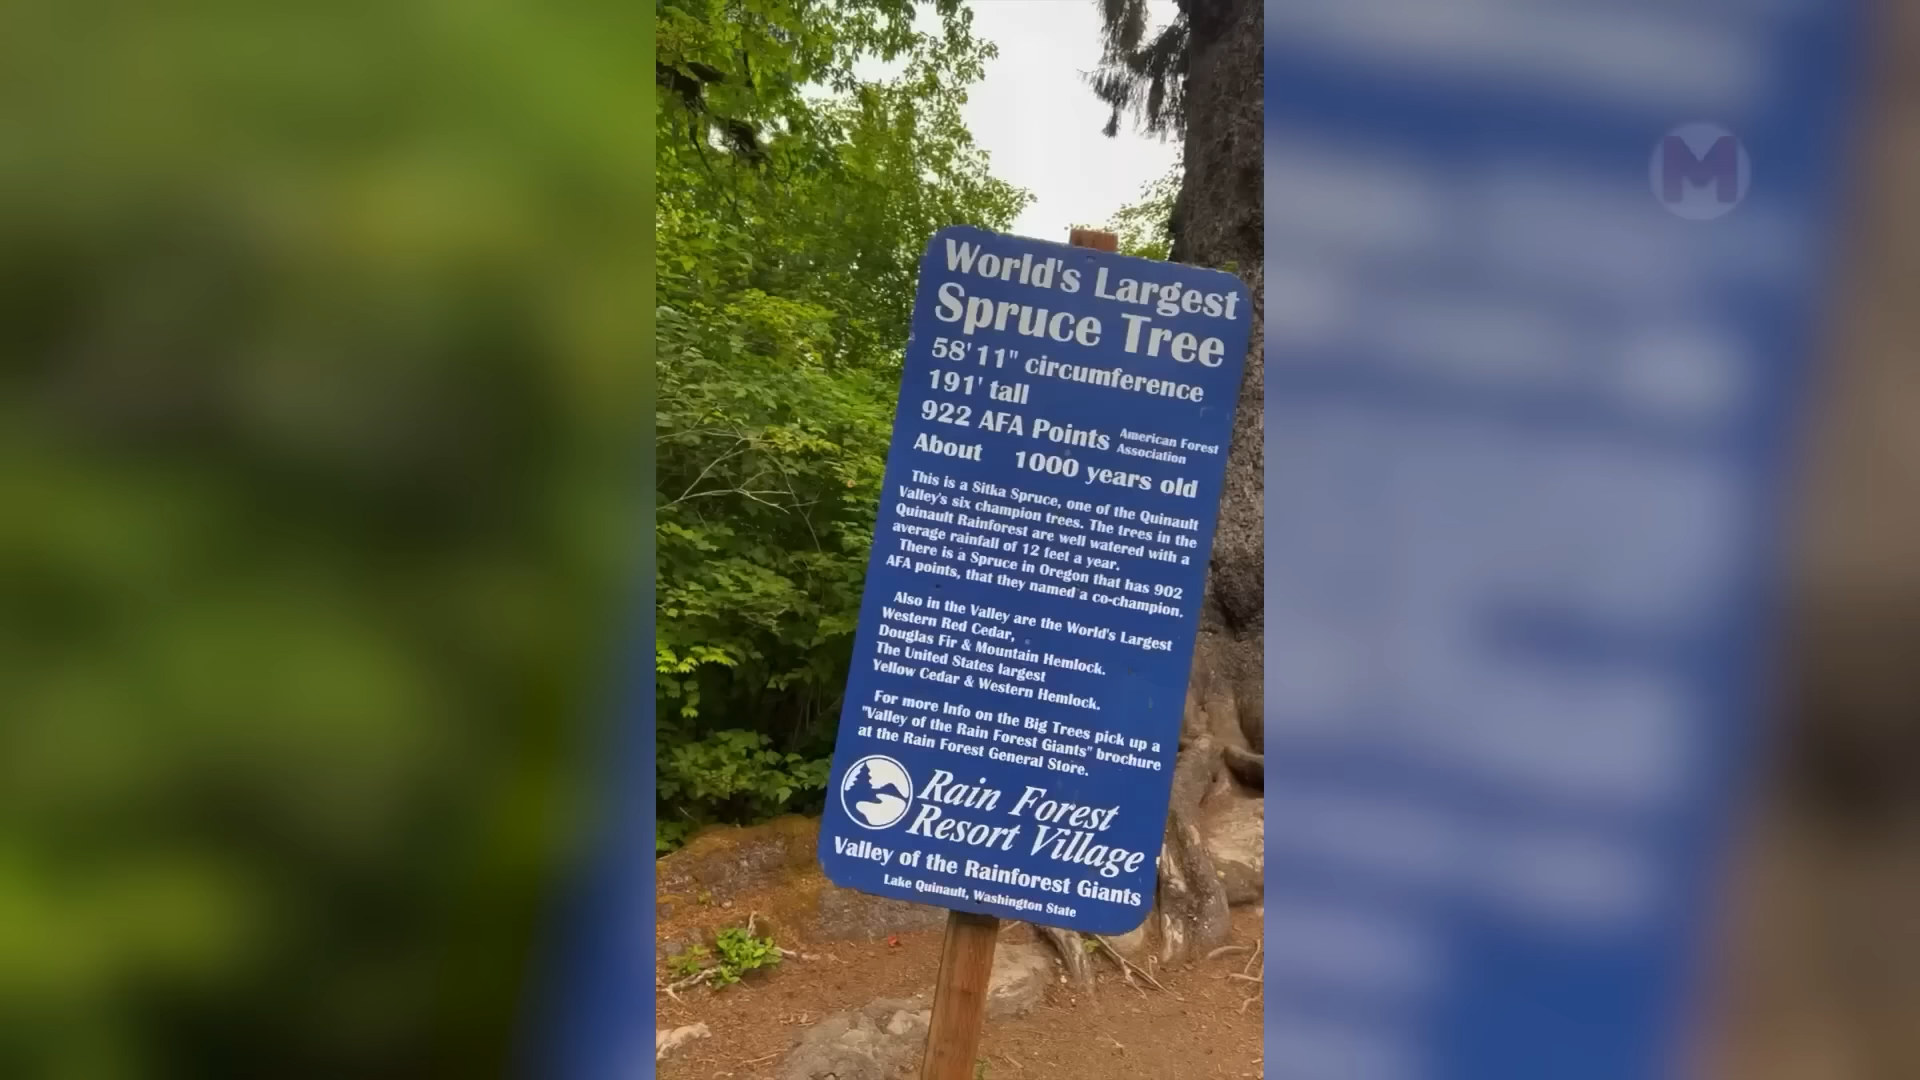 World's Largest
Spruce Tree
58' 11" circumference
191' tall
922 AFA Points American Forest
Association
About 1000 years old
This is a Sitka Spruce, one of the Quinault
Valley's six champion trees. The trees in the
Quinault Rainforest are well watered with a
average rainfall of 12 feet a year.
There is a Spruce in Oregon that has 902
AFA points, that they named a co-champion.
Also in the Valley are the World's Largest
Western Red Cedar,
Douglas Fir & Mountain Hemlock.
The United States largest
Yellow Cedar & Western Hemlock.
For more Info on the Big Trees pick up a
"Valley of the Rain Forest Giants" brochure
at the Rain Forest General Store.
Rain Forest
Resort Village
Valley of the Rainforest Giants
Lake Quinault, Washington State
M